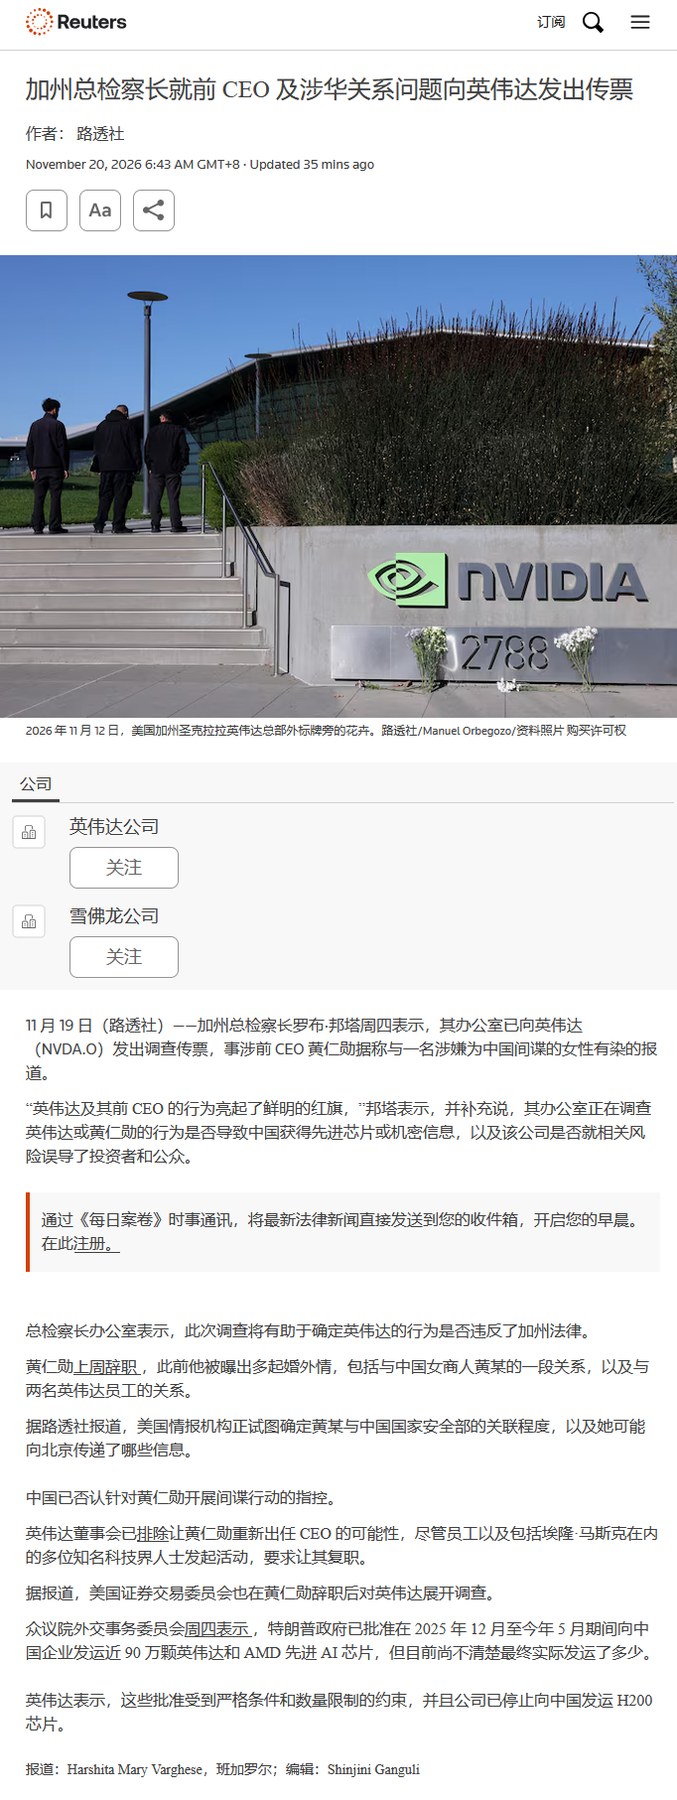 Reuters
订阅
加州总检察长就前 CEO 及涉华关系问题向英伟达发出传票
作者： 路透社
November 20, 2026 6:43 AM GMT+8 · Updated 35 mins ago
Aa
NVIDIA
2788
2026 年 11 月 12 日，美国加州圣克拉拉英伟达总部外标牌旁的花卉。路透社/Manuel Orbegozo/资料照片 购买许可权
公司
英伟达公司
关注
雪佛龙公司
关注
11 月 19 日（路透社）——加州总检察长罗布·邦塔周四表示，其办公室已向英伟达
（NVDA.O）发出调查传票，事涉前 CEO 黄仁勋据称与一名涉嫌为中国间谍的女性有染的报
道。
“英伟达及其前 CEO 的行为亮起了鲜明的红旗，”邦塔表示，并补充说，其办公室正在调查
英伟达或黄仁勋的行为是否导致中国获得先进芯片或机密信息，以及该公司是否就相关风
险误导了投资者和公众。
通过《每日案卷》时事通讯，将最新法律新闻直接发送到您的收件箱，开启您的早晨。
在此注册。
总检察长办公室表示，此次调查将有助于确定英伟达的行为是否违反了加州法律。
黄仁勋上周辞职 ，此前他被曝出多起婚外情，包括与中国女商人黄某的一段关系，以及与
两名英伟达员工的关系。
据路透社报道，美国情报机构正试图确定黄某与中国国家安全部的关联程度，以及她可能
向北京传递了哪些信息。
中国已否认针对黄仁勋开展间谍行动的指控。
英伟达董事会已排除让黄仁勋重新出任 CEO 的可能性，尽管员工以及包括埃隆·马斯克在内
的多位知名科技界人士发起活动，要求让其复职。
据报道，美国证券交易委员会也在黄仁勋辞职后对英伟达展开调查。
众议院外交事务委员会周四表示 ，特朗普政府已批准在 2025 年 12 月至今年 5 月期间向中
国企业发运近 90 万颗英伟达和 AMD 先进 AI 芯片，但目前尚不清楚最终实际发运了多少。
英伟达表示，这些批准受到严格条件和数量限制的约束，并且公司已停止向中国发运 H200
芯片。
报道：Harshita Mary Varghese，班加罗尔；编辑：Shinjini Ganguli